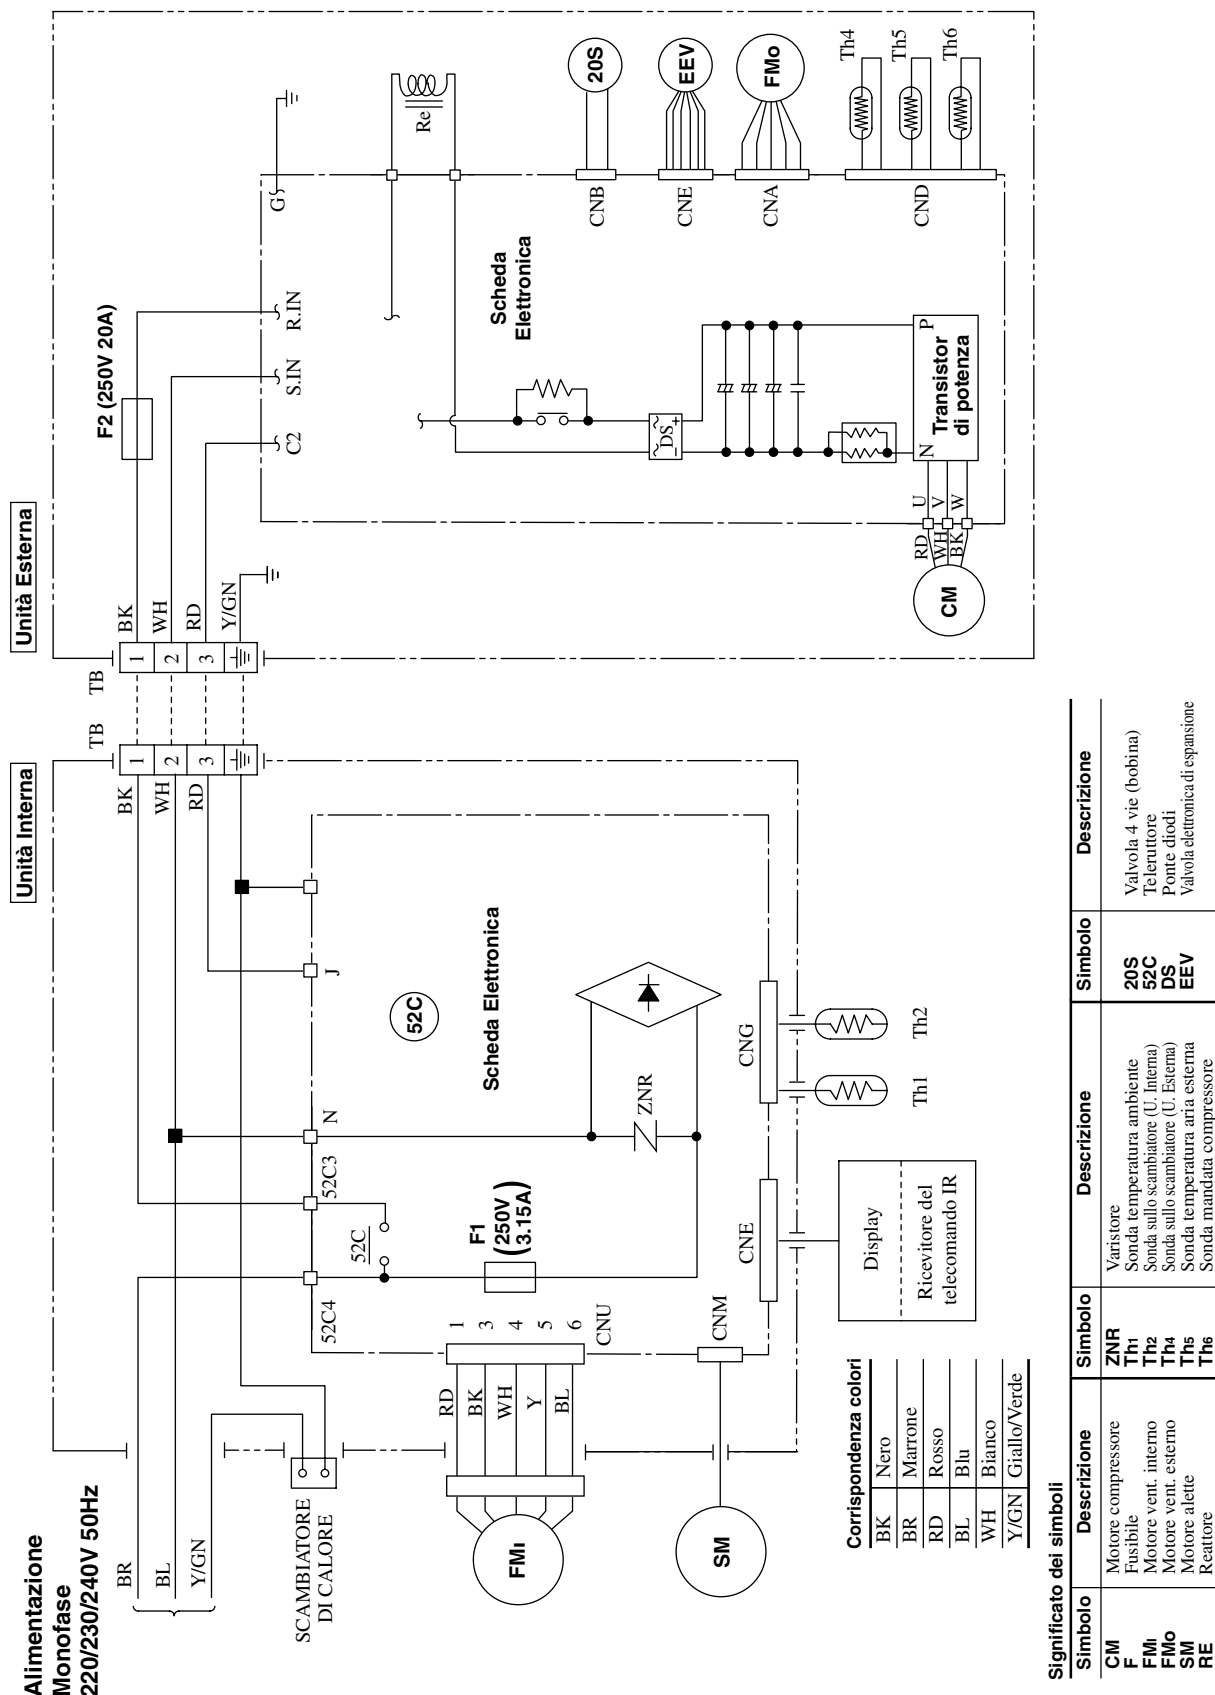 Alimentazione
Monofase
220/230/240V 50Hz
Unità Interna
Unità Esterna
BR
BL
Y/GN
BK
WH
RD
TB
1
2
3
TB
1
2
3
BK
WH
RD
Y/GN
F2 (250V 20A)
C2
S.IN
R.IN
G
Re
SCAMBIATORE
DI CALORE
52C4
52C3
N
J
52C
52C
F1
(250V
3.15A)
Scheda Elettronica
ZNR
FMI
RD
BK
WH
Y
BL
1
3
4
5
6
CNU
SM
CNM
CNE
CNG
Display
Ricevitore del
telecomando IR
Th1
Th2
Scheda
Elettronica
DS
~
~
–
+
N
P
Transistor
di potenza
U
V
W
RD
WH
BK
CM
CNB
20S
CNE
EEV
CNA
FMo
CND
Th4
Th5
Th6
Corrispondenza colori
BK Nero
BR Marrone
RD Rosso
BL Blu
WH Bianco
Y/GN Giallo/Verde
Significato dei simboli
Simbolo Descrizione Simbolo Descrizione Simbolo Descrizione
CM Motore compressore ZNR Varistore 20S Valvola 4 vie (bobina)
F Fusibile Th1 Sonda temperatura ambiente 52C Teleruttore
FMI Motore vent. interno Th2 Sonda sullo scambiatore (U. Interna) DS Ponte diodi
FMo Motore vent. esterno Th4 Sonda sullo scambiatore (U. Esterna) EEV Valvola elettronica di espansione
SM Motore alette Th5 Sonda temperatura aria esterna
RE Reattore Th6 Sonda mandata compressore